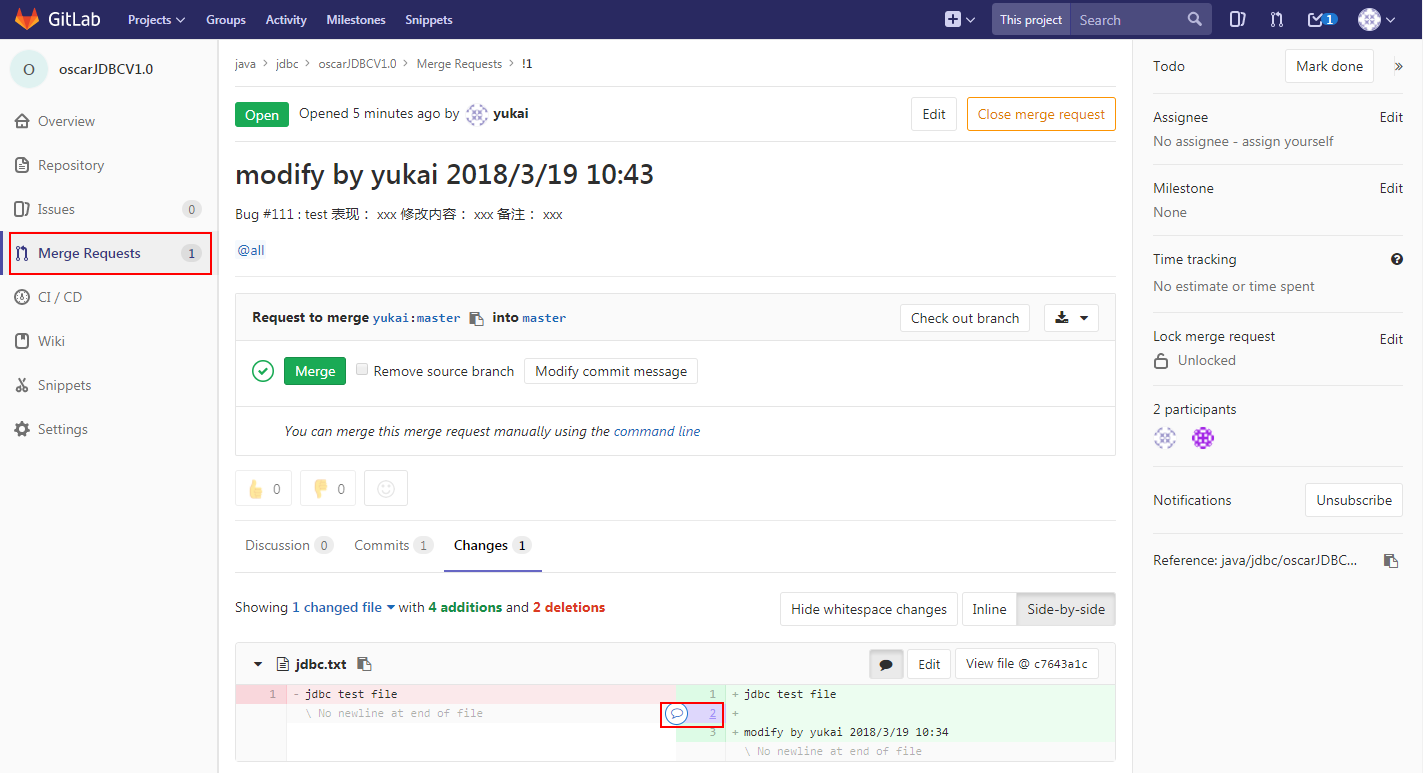 GitLab Projects Groups Activity Milestones Snippets This project Search 1
O oscarJDBCV1.0
Overview
Repository
Issues 0
Merge Requests 1
CI / CD
Wiki
Snippets
Settings
java > jdbc > oscarJDBCV1.0 > Merge Requests > !1
Open Opened 5 minutes ago by yukai Edit Close merge request
modify by yukai 2018/3/19 10:43
Bug #111 : test 表现： xxx 修改内容： xxx 备注： xxx
@all
Request to merge yukai:master into master Check out branch
Merge Remove source branch Modify commit message
You can merge this merge request manually using the command line
0 0
Discussion 0 Commits 1 Changes 1
Showing 1 changed file with 4 additions and 2 deletions Hide whitespace changes Inline Side-by-side
jdbc.txt Edit View file @ c7643a1c
1 - jdbc test file 1 + jdbc test file
\ No newline at end of file 2 +
3 + modify by yukai 2018/3/19 10:34
\ No newline at end of file
Todo Mark done »
Assignee Edit
No assignee - assign yourself
Milestone Edit
None
Time tracking ?
No estimate or time spent
Lock merge request Edit
Unlocked
2 participants
Notifications Unsubscribe
Reference: java/jdbc/oscarJDBC...